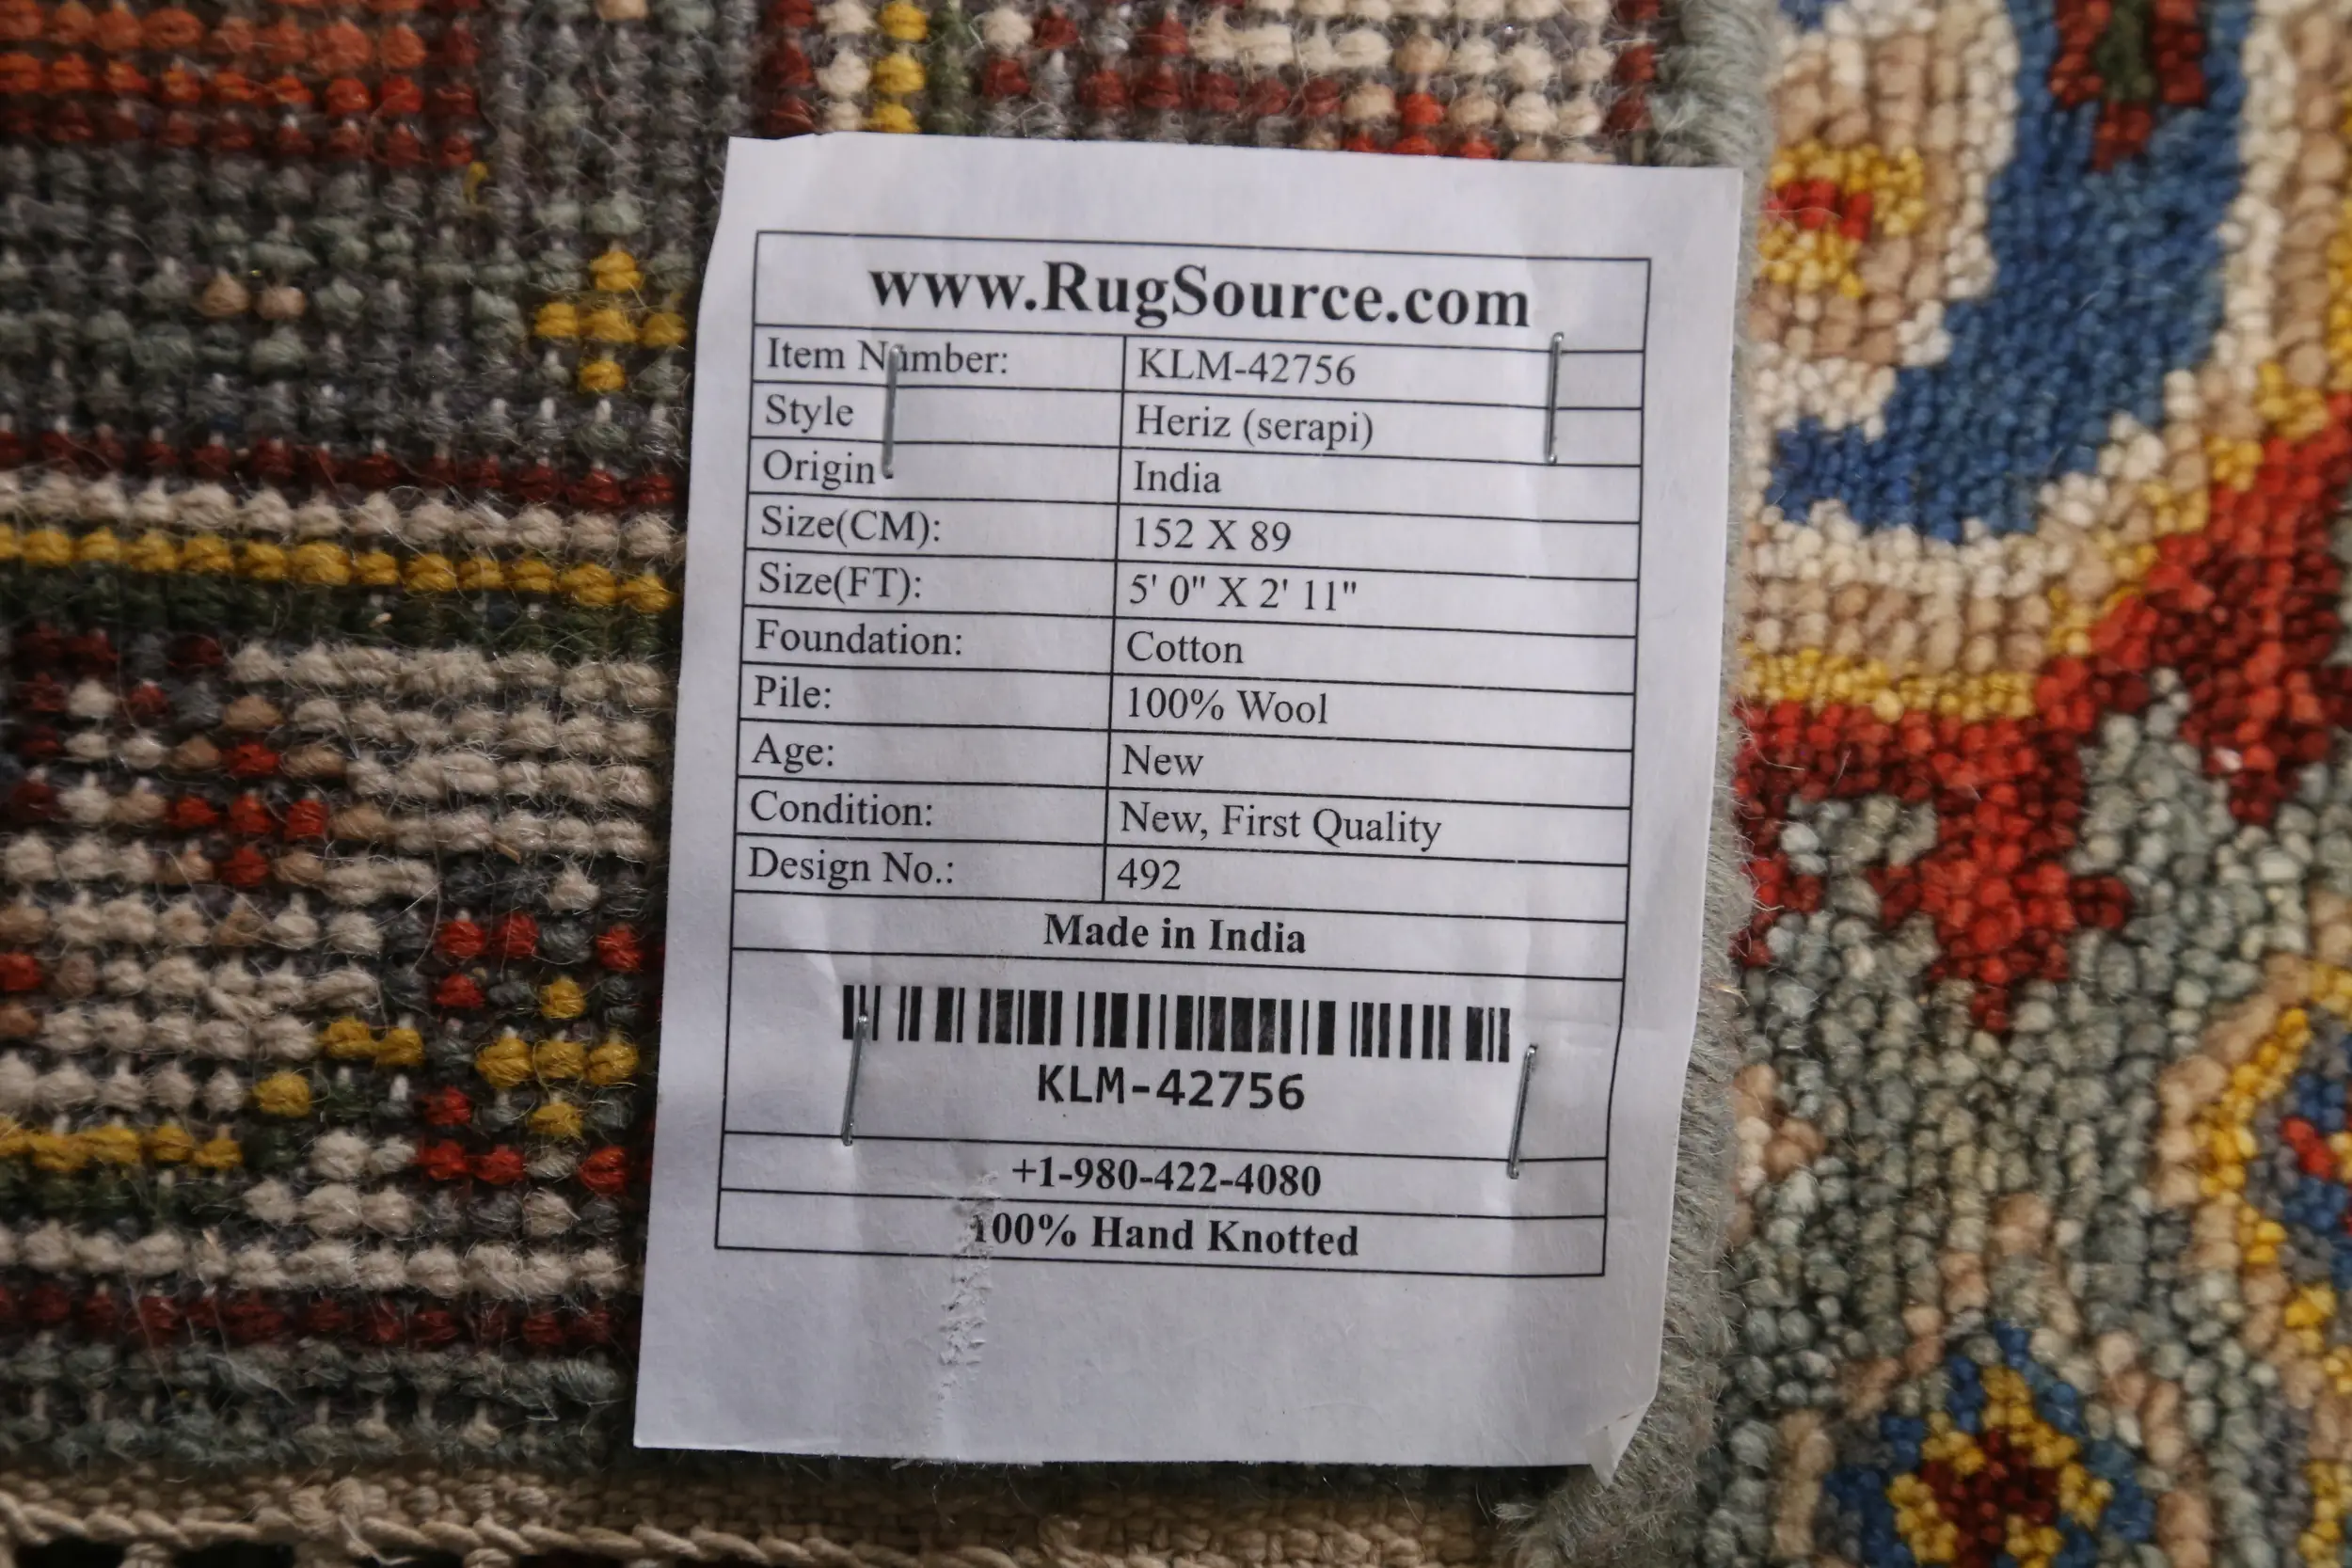 www.RugSource.com
Item Number: KLM-42756
Style Heriz (serapi)
Origin India
Size(CM): 152 X 89
Size(FT): 5' 0" X 2' 11"
Foundation: Cotton
Pile: 100% Wool
Age: New
Condition: New, First Quality
Design No.: 492
Made in India
KLM-42756
+1-980-422-4080
100% Hand Knotted